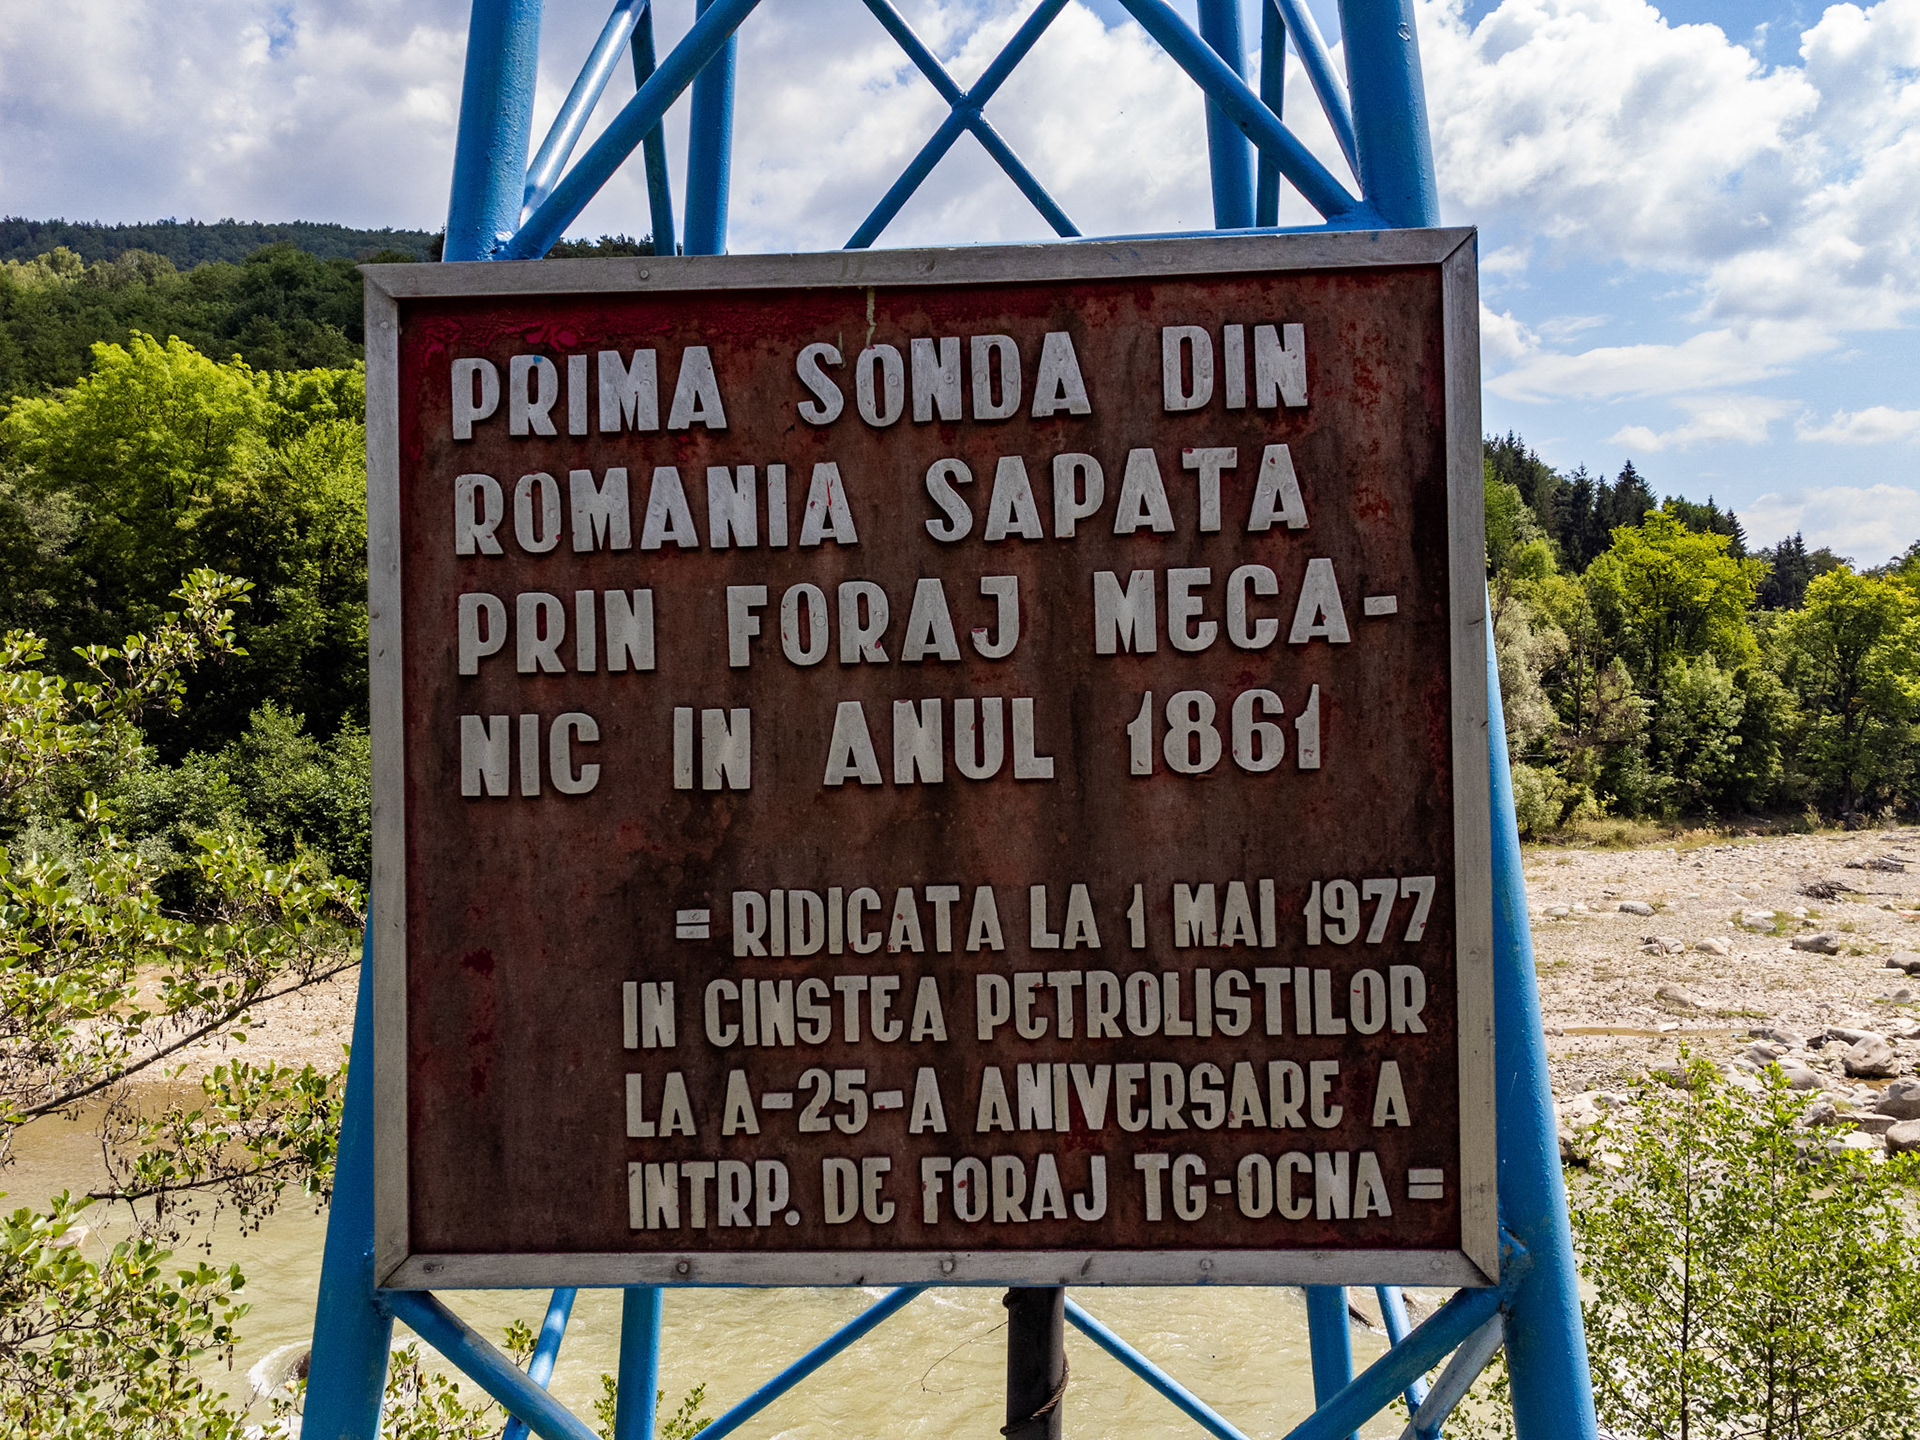 PRIMA SONDA DIN
ROMANIA SAPATA
PRIN FORAJ MECA-
NIC IN ANUL 1861
= RIDICATA LA 1 MAI 1977
IN CINSTEA PETROLISTILOR
LA A-25-A ANIVERSARE A
INTRP. DE FORAJ TG-OCNA =